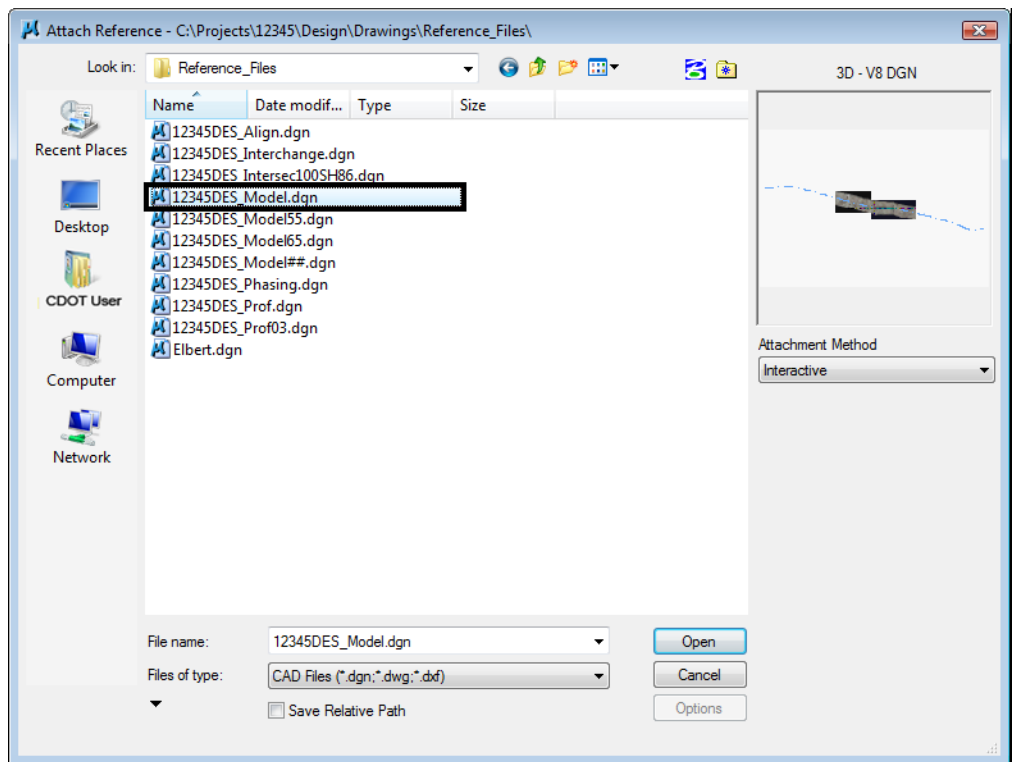 Attach Reference - C:\Projects\12345\Design\Drawings\Reference_Files\
Look in: Reference_Files
3D - V8 DGN
Name Date modif... Type Size
Recent Places
Desktop
CDOT User
Computer
Network
12345DES_Align.dgn
12345DES_Interchange.dgn
12345DES_Intersec100SH86.dgn
12345DES_Model.dgn
12345DES_Model55.dgn
12345DES_Model65.dgn
12345DES_Model##.dgn
12345DES_Phasing.dgn
12345DES_Prof.dgn
12345DES_Prof03.dgn
Elbert.dgn
Attachment Method
Interactive
File name: 12345DES_Model.dgn Open
Files of type: CAD Files (*.dgn;*.dwg;*.dxf) Cancel
Save Relative Path Options